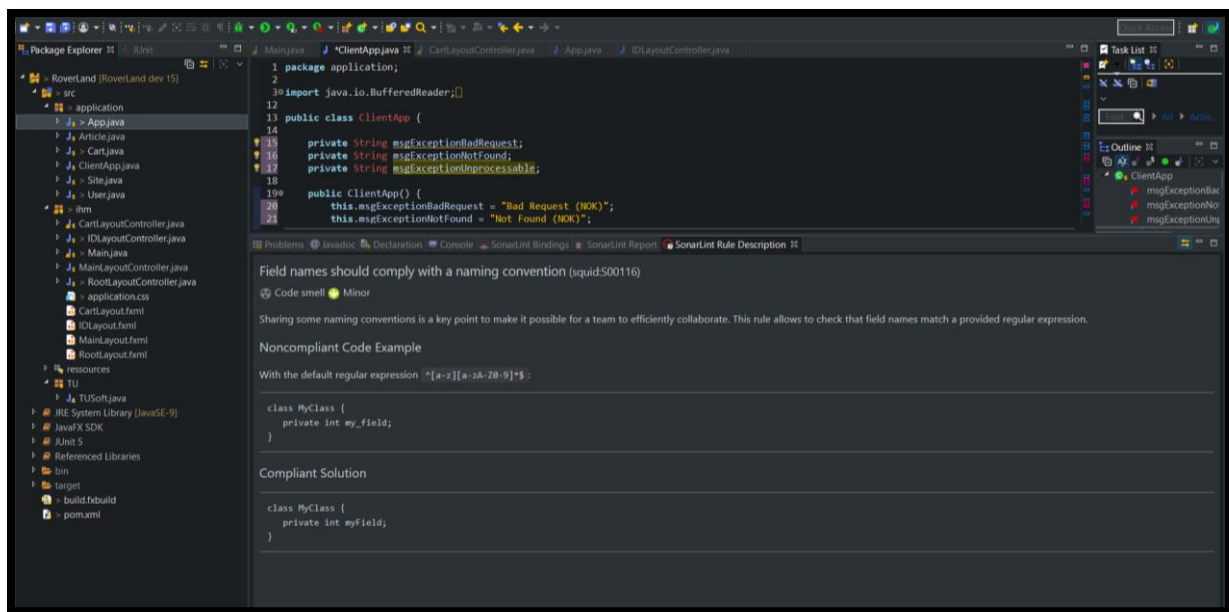 Quick Access
Package Explorer
JUnit
Main.java
*ClientApp.java
CartLayoutController.java
App.java
IDLayoutController.java
Task List
> RoverLand [RoverLand dev ↑5]
> src
> application
> App.java
Article.java
> Cart.java
ClientApp.java
> Site.java
> User.java
> ihm
CartLayoutController.java
> IDLayoutController.java
> Main.java
MainLayoutController.java
> RootLayoutController.java
> application.css
CartLayout.fxml
IDLayout.fxml
MainLayout.fxml
RootLayout.fxml
ressources
TU
TUSoft.java
JRE System Library [JavaSE-9]
JavaFX SDK
JUnit 5
Referenced Libraries
bin
target
> build.fxbuild
> pom.xml
1 package application;
2
3 import java.io.BufferedReader;
12
13 public class ClientApp {
14
15 private String msgExceptionBadRequest;
16 private String msgExceptionNotFound;
17 private String msgExceptionUnprocessable;
18
19 public ClientApp() {
20 this.msgExceptionBadRequest = "Bad Request (NOK)";
21 this.msgExceptionNotFound = "Not Found (NOK)";
Find
All
Activ...
Outline
ClientApp
msgExceptionBad
msgExceptionNo
msgExceptionUn
Problems
Javadoc
Declaration
Console
SonarLint Bindings
SonarLint Report
SonarLint Rule Description
Field names should comply with a naming convention (squid:S00116)
Code smell Minor
Sharing some naming conventions is a key point to make it possible for a team to efficiently collaborate. This rule allows to check that field names match a provided regular expression.
Noncompliant Code Example
With the default regular expression ^[a-z][a-zA-Z0-9]*$ :
class MyClass {
private int my_field;
}
Compliant Solution
class MyClass {
private int myField;
}